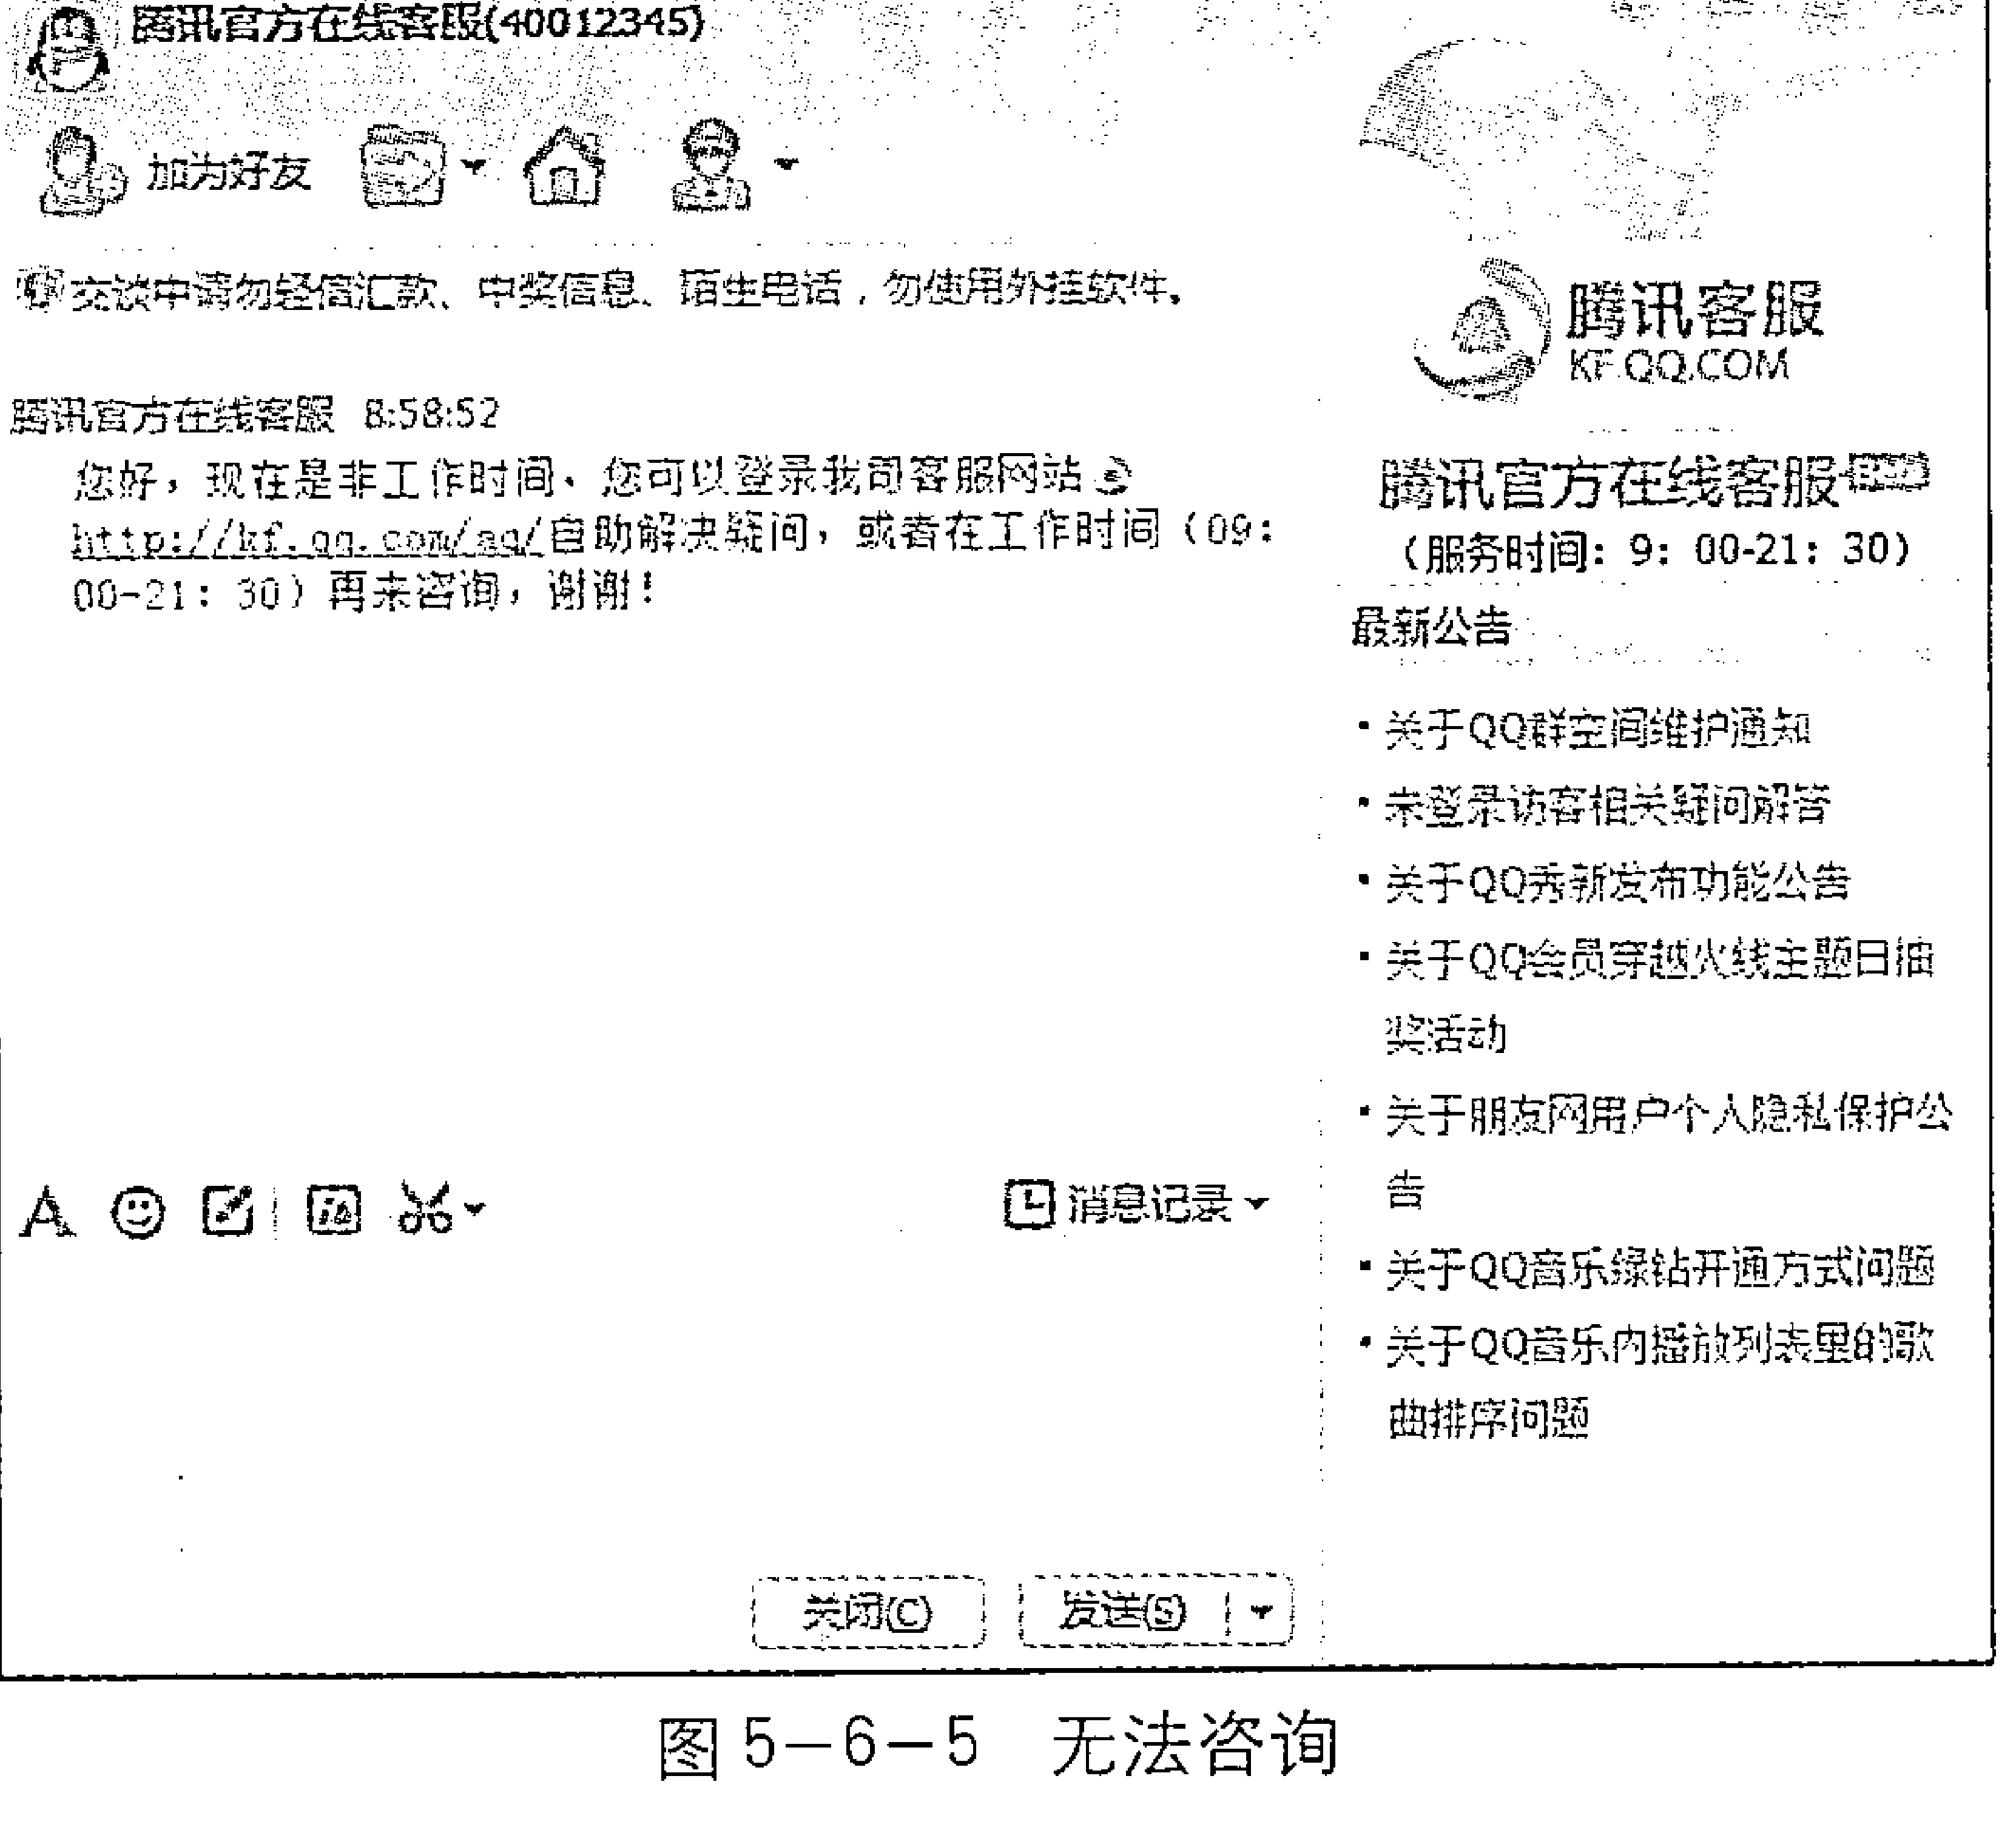 腾讯官方在线客服(40012345)
加为好友
交谈中请勿轻信汇款、中奖信息、陌生电话，勿使用外挂软件。
腾讯官方在线客服 8:58:52
您好，现在是非工作时间，您可以登录我司客服网站
http://kf.qq.com/aq/自助解决疑问，或者在工作时间（09：
00-21：30）再来咨询，谢谢！
消息记录
关闭(C)
发送(S)
腾讯客服
KF.QQ.COM
腾讯官方在线客服
（服务时间：9：00-21：30）
最新公告
·关于QQ群空间维护通知
·未登录访客相关疑问解答
·关于QQ秀新发布功能公告
·关于QQ会员穿越火线主题日抽
奖活动
·关于朋友网用户个人隐私保护公
告
·关于QQ音乐绿钻开通方式问题
·关于QQ音乐内播放列表里的歌
曲排序问题
图 5－6－5 无法咨询